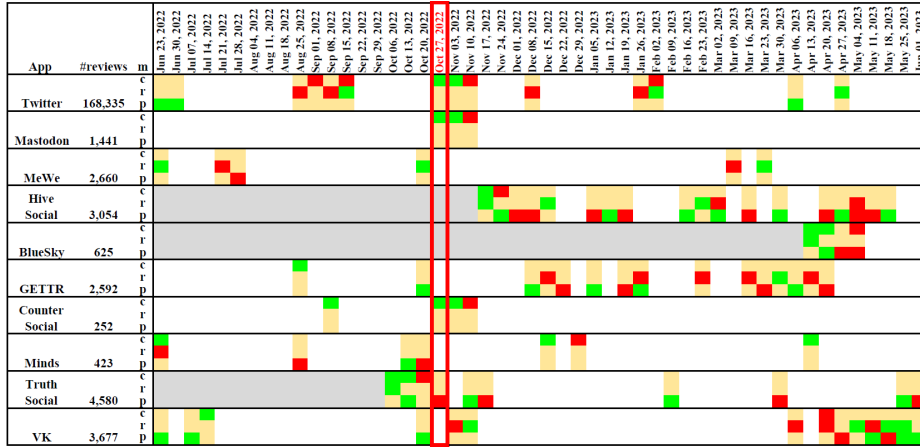 App #reviews m Jun 23, 2022 Jun 30, 2022 Jul 07, 2022 Jul 14, 2022 Jul 21, 2022 Jul 28, 2022 Aug 04, 2022 Aug 11, 2022 Aug 18, 2022 Aug 25, 2022 Sep 01, 2022 Sep 08, 2022 Sep 15, 2022 Sep 22, 2022 Sep 29, 2022 Oct 06, 2022 Oct 13, 2022 Oct 20, 2022 Oct 27, 2022 Nov 03, 2022 Nov 10, 2022 Nov 17, 2022 Nov 24, 2022 Dec 01, 2022 Dec 08, 2022 Dec 15, 2022 Dec 22, 2022 Dec 29, 2022 Jan 05, 2023 Jan 12, 2023 Jan 19, 2023 Jan 26, 2023 Feb 02, 2023 Feb 09, 2023 Feb 16, 2023 Feb 23, 2023 Mar 02, 2023 Mar 09, 2023 Mar 16, 2023 Mar 23, 2023 Mar 30, 2023 Apr 06, 2023 Apr 13, 2023 Apr 20, 2023 Apr 27, 2023 May 04, 2023 May 11, 2023 May 18, 2023 May 25, 2023
c
r
Twitter 168,335 p
c
r
Mastodon 1,441 p
c
r
MeWe 2,660 p
Hive c
r
Social 3,054 p
c
r
BlueSky 625 p
c
r
GETTR 2,592 p
Counter c
r
Social 252 p
c
r
Minds 423 p
Truth c
r
Social 4,580 p
c
r
VK 3,677 p